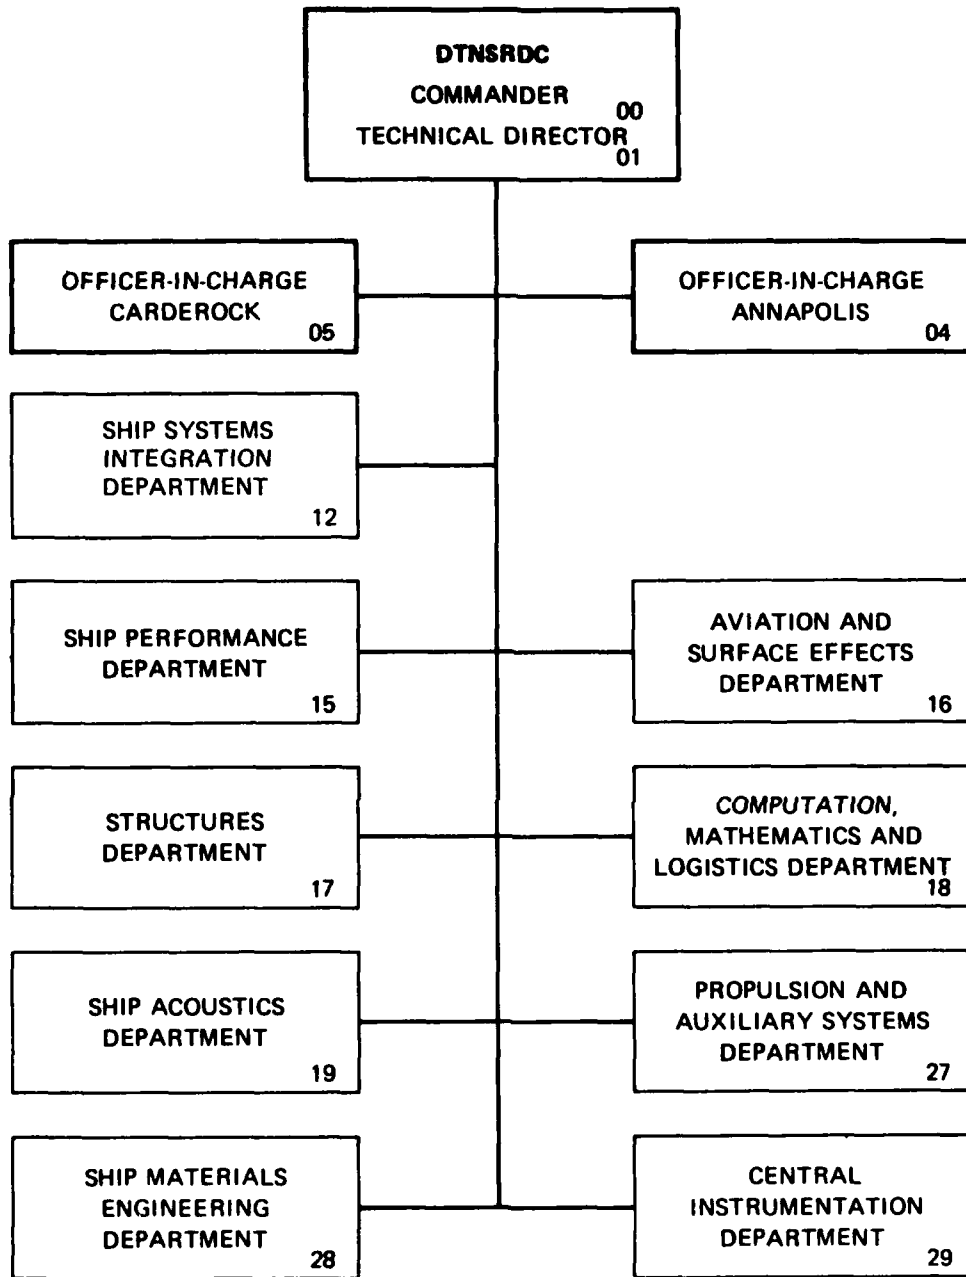 DTNSRDC
COMMANDER
00
TECHNICAL DIRECTOR
01
OFFICER-IN-CHARGE
CARDEROCK
05
OFFICER-IN-CHARGE
ANNAPOLIS
04
SHIP SYSTEMS
INTEGRATION
DEPARTMENT
12
SHIP PERFORMANCE
DEPARTMENT
15
AVIATION AND
SURFACE EFFECTS
DEPARTMENT
16
STRUCTURES
DEPARTMENT
17
COMPUTATION,
MATHEMATICS AND
LOGISTICS DEPARTMENT
18
SHIP ACOUSTICS
DEPARTMENT
19
PROPULSION AND
AUXILIARY SYSTEMS
DEPARTMENT
27
SHIP MATERIALS
ENGINEERING
DEPARTMENT
28
CENTRAL
INSTRUMENTATION
DEPARTMENT
29